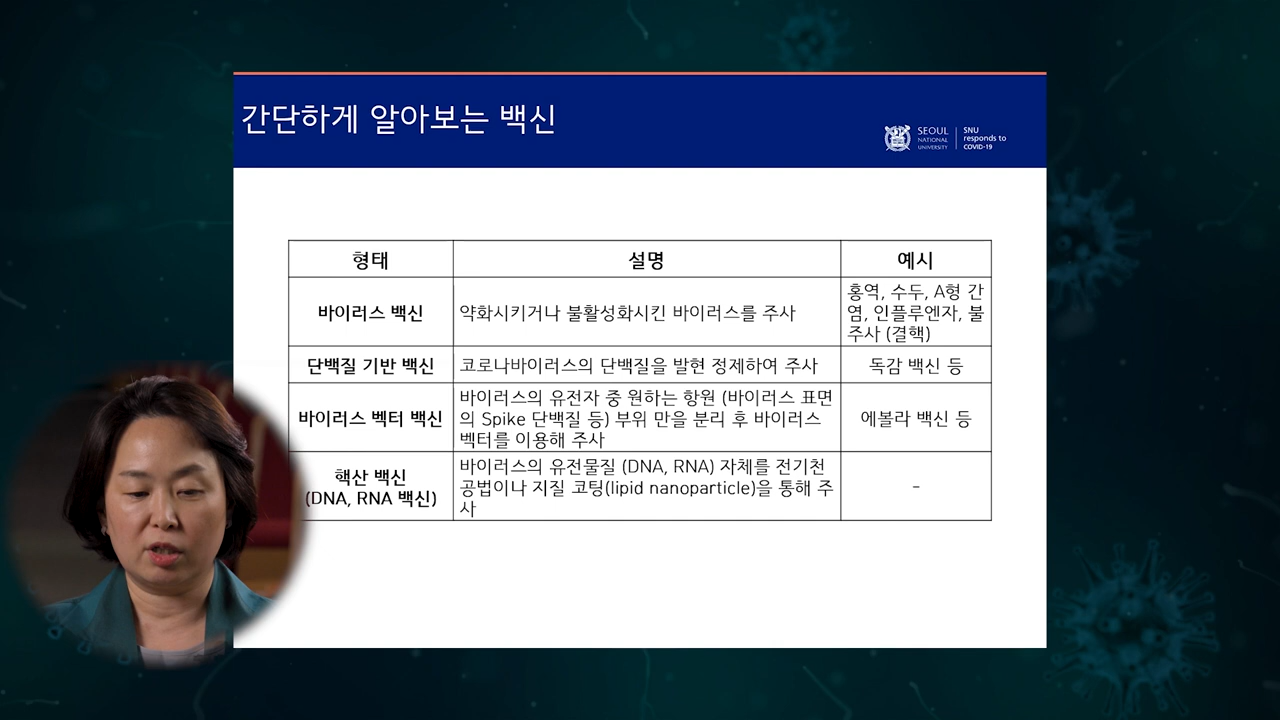 간단하게 알아보는 백신
SEOUL
NATIONAL
UNIVERSITY
SNU
responds to
COVID-19
형태
설명
예시
바이러스 백신
약화시키거나 불활성화시킨 바이러스를 주사
홍역, 수두, A형 간
염, 인플루엔자, 불
주사 (결핵)
단백질 기반 백신
코로나바이러스의 단백질을 발현 정제하여 주사
독감 백신 등
바이러스 벡터 백신
바이러스의 유전자 중 원하는 항원 (바이러스 표면
의 Spike 단백질 등) 부위 만을 분리 후 바이러스
벡터를 이용해 주사
에볼라 백신 등
핵산 백신
(DNA, RNA 백신)
바이러스의 유전물질 (DNA, RNA) 자체를 전기천
공법이나 지질 코팅(lipid nanoparticle)을 통해 주
사
-